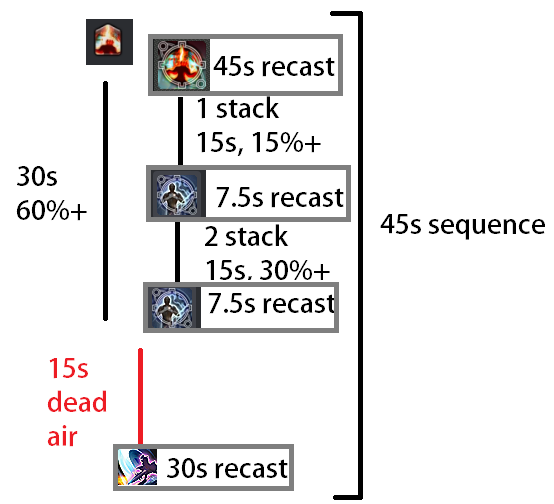 45s recast
1 stack
15s, 15%+
30s
60%+
7.5s recast
2 stack
15s, 30%+
7.5s recast
45s sequence
15s
dead
air
30s recast